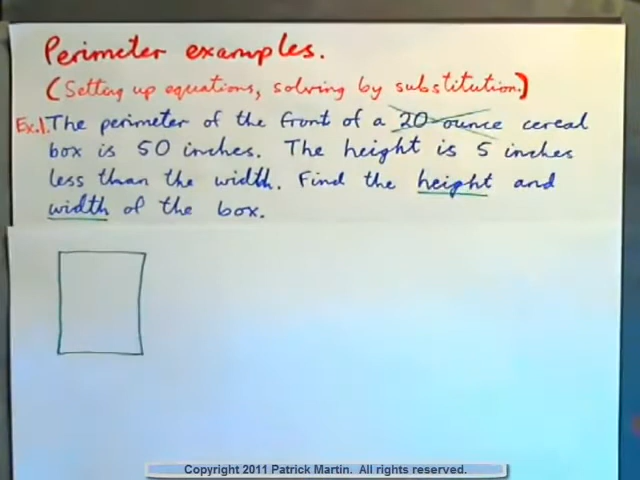 Perimeter examples.
(Setting up equations, solving by substitution.)
Ex.1. The perimeter of the front of a 20 ounce cereal
box is 50 inches. The height is 5 inches
less than the width. Find the height and
width of the box.
Copyright 2011 Patrick Martin. All rights reserved.